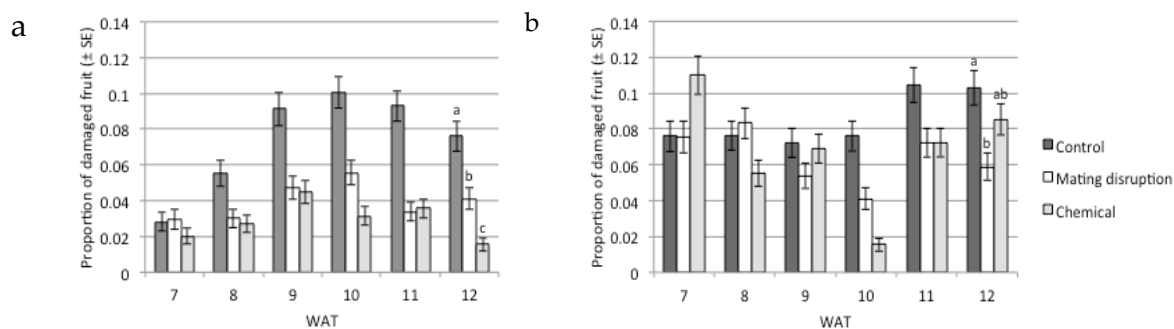 a
Proportion of damaged fruit (± SE)
0.14
0.12
0.1
0.08
0.06
0.04
0.02
0
a
b
c
7 8 9 10 11 12
WAT
b
Proportion of damaged fruit (± SE)
0.14
0.12
0.1
0.08
0.06
0.04
0.02
0
a
b
ab
7 8 9 10 11 12
WAT
Control
Mating disruption
Chemical